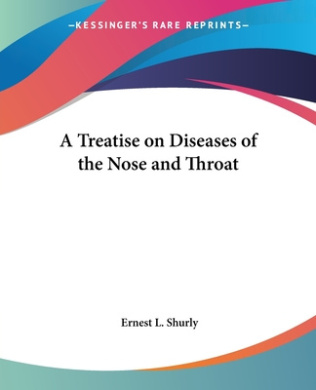 ~KESSINGER'S RARE REPRINTS~
A Treatise on Diseases of
the Nose and Throat
Ernest L. Shurly